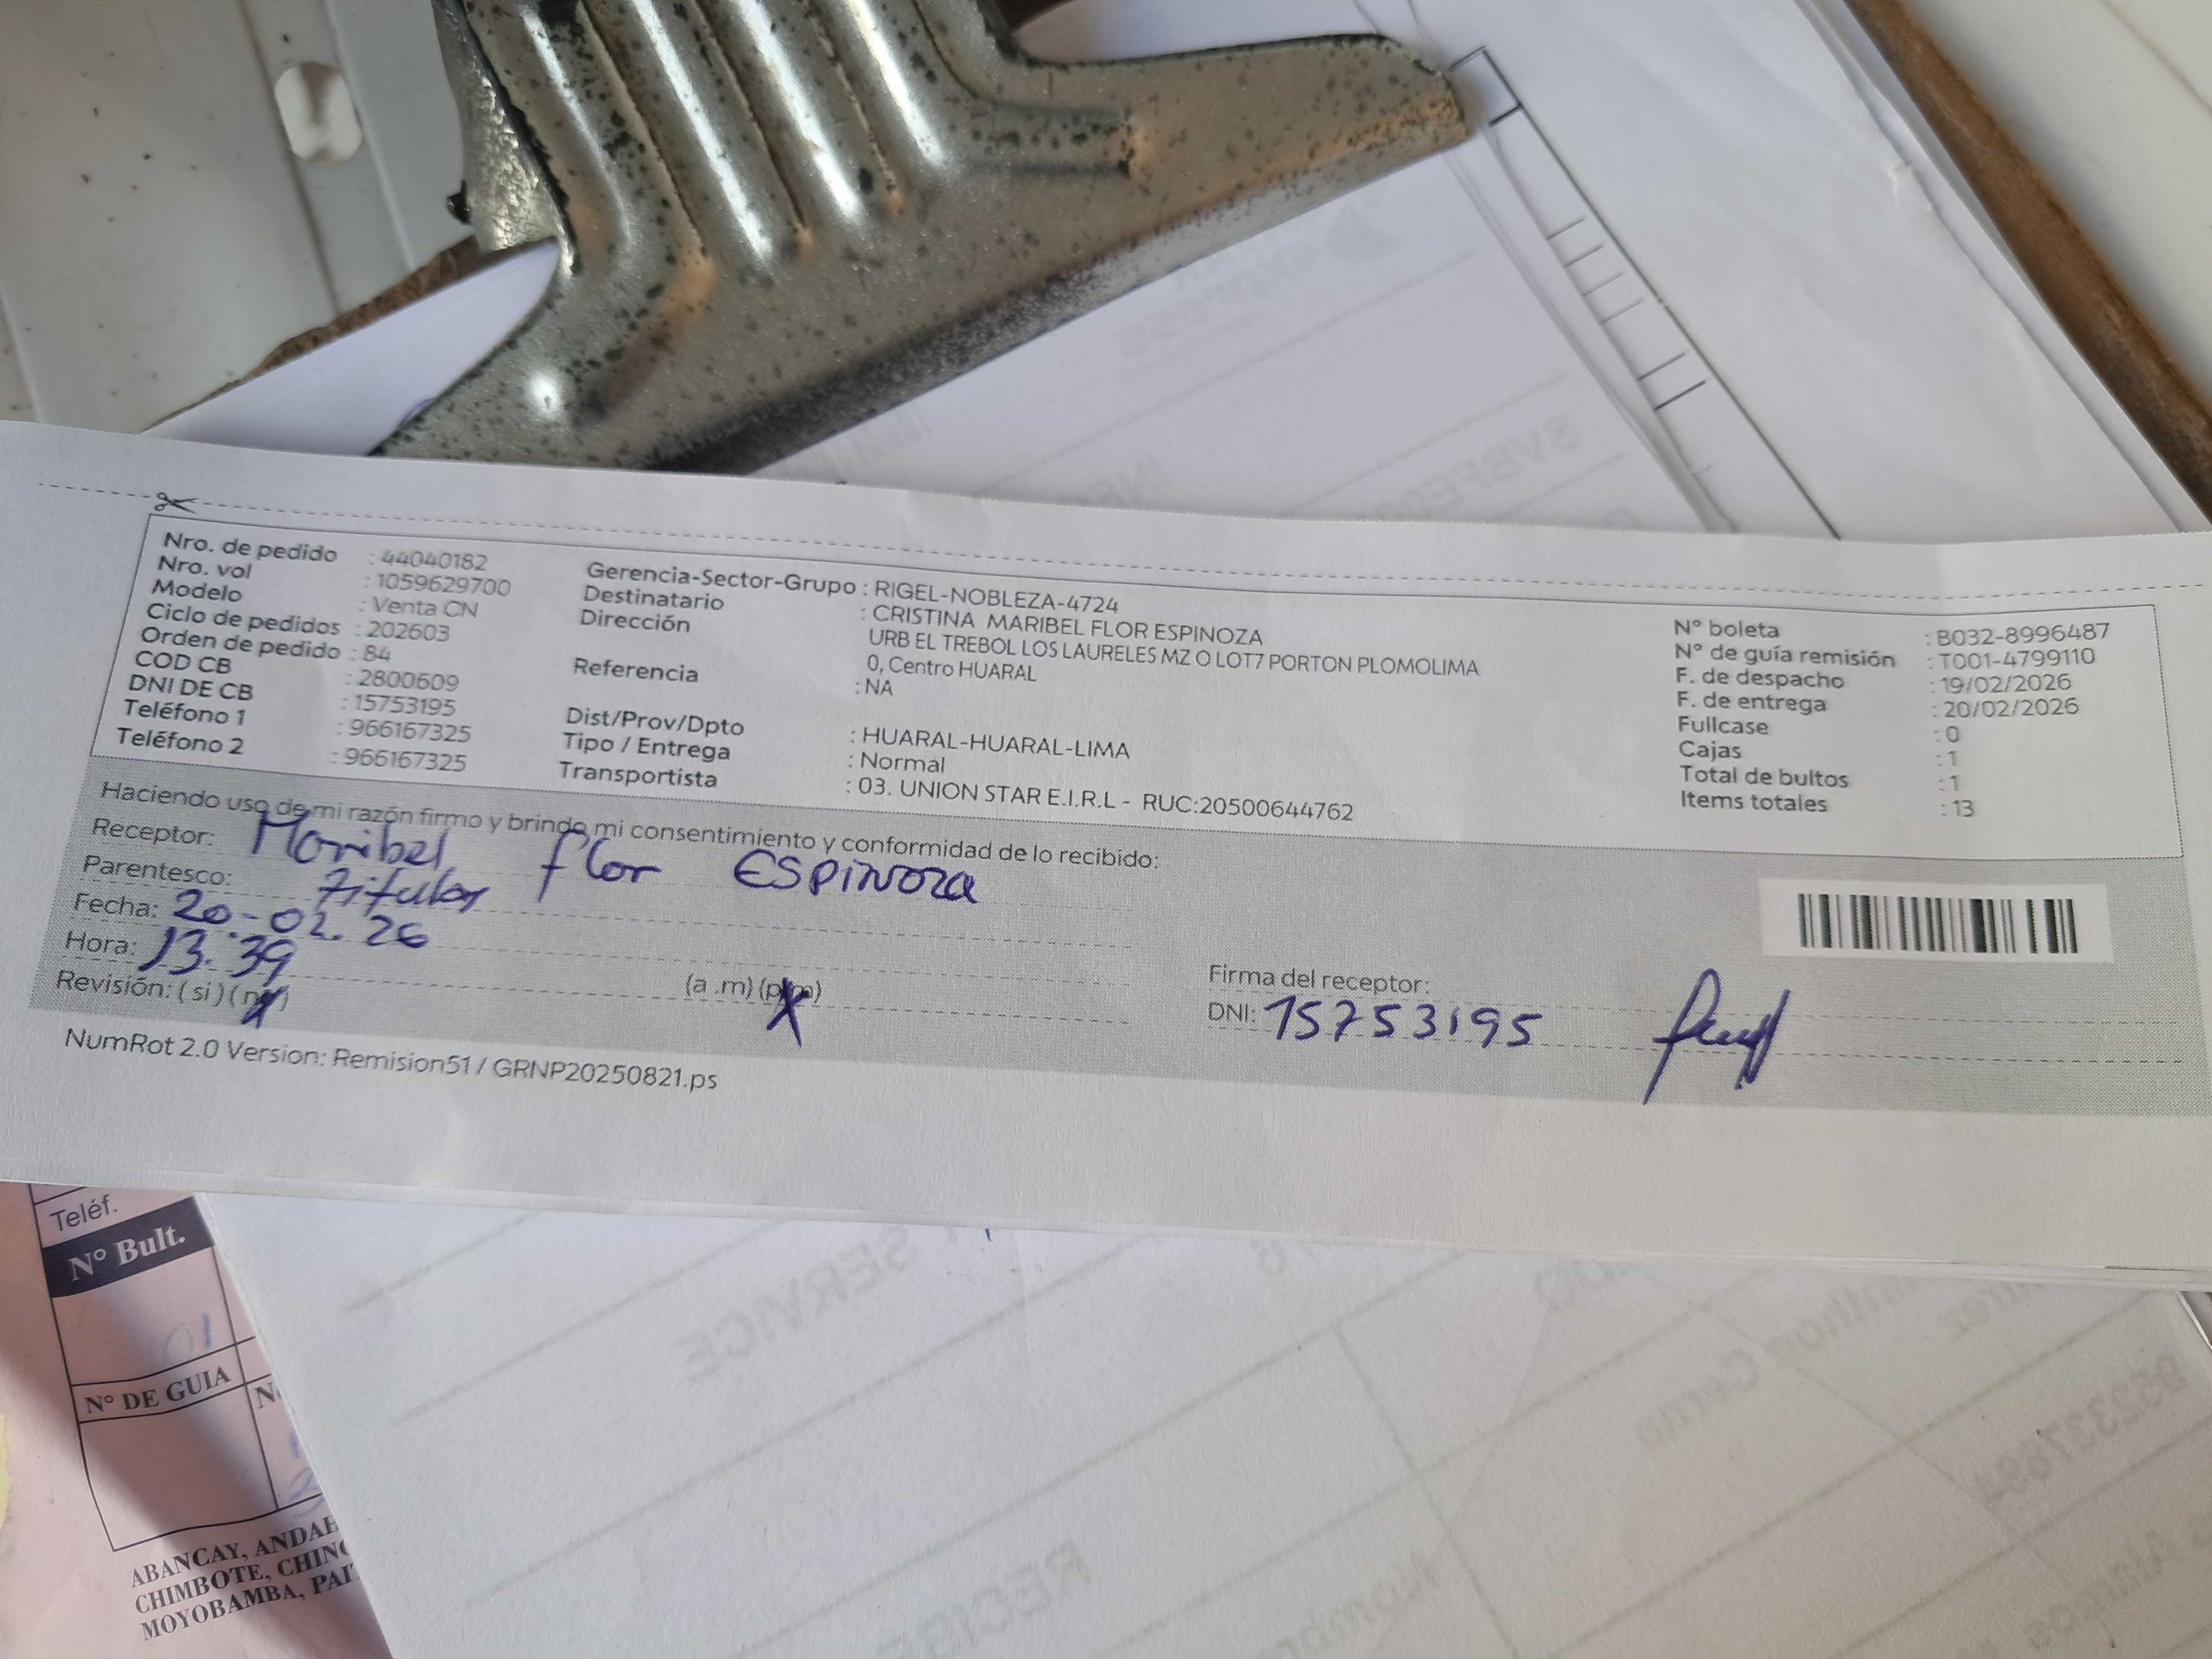 Nro. de pedido : 44040182
Nro. vol : 1059629700
Modelo : Venta CN
Ciclo de pedidos : 202603
Orden de pedido : 84
COD CB : 2800609
DNI DE CB : 15753195
Teléfono 1 : 966167325
Teléfono 2 : 966167325
Gerencia-Sector-Grupo : RIGEL-NOBLEZA-4724
Destinatario : CRISTINA MARIBEL FLOR ESPINOZA
Dirección URB EL TREBOL LOS LAURELES MZ O LOT7 PORTON PLOMOLIMA
0, Centro HUARAL
Referencia : NA
Dist/Prov/Dpto : HUARAL-HUARAL-LIMA
Tipo / Entrega : Normal
Transportista : 03. UNION STAR E.I.R.L - RUC:20500644762
N° boleta : B032-8996487
N° de guía remisión : T001-4799110
F. de despacho : 19/02/2026
F. de entrega : 20/02/2026
Fullcase : 0
Cajas : 1
Total de bultos : 1
Items totales : 13
Haciendo uso de mi razón firmo y brindo mi consentimiento y conformidad de lo recibido:
Receptor: Maribel flor ESPINOZA
Parentesco: titular
Fecha: 20-02.26
Hora: 13.39 (a .m) (p.m)
Revisión: ( si ) ( no )
Firma del receptor:
DNI: 15753195
NumRot 2.0 Version: Remision51 / GRNP20250821.ps
Teléf.
N° Bult.
01
N° DE GUIA
ABANCAY,
CHIMBOTE,
MOYOBAMBA,
express
SERVICE